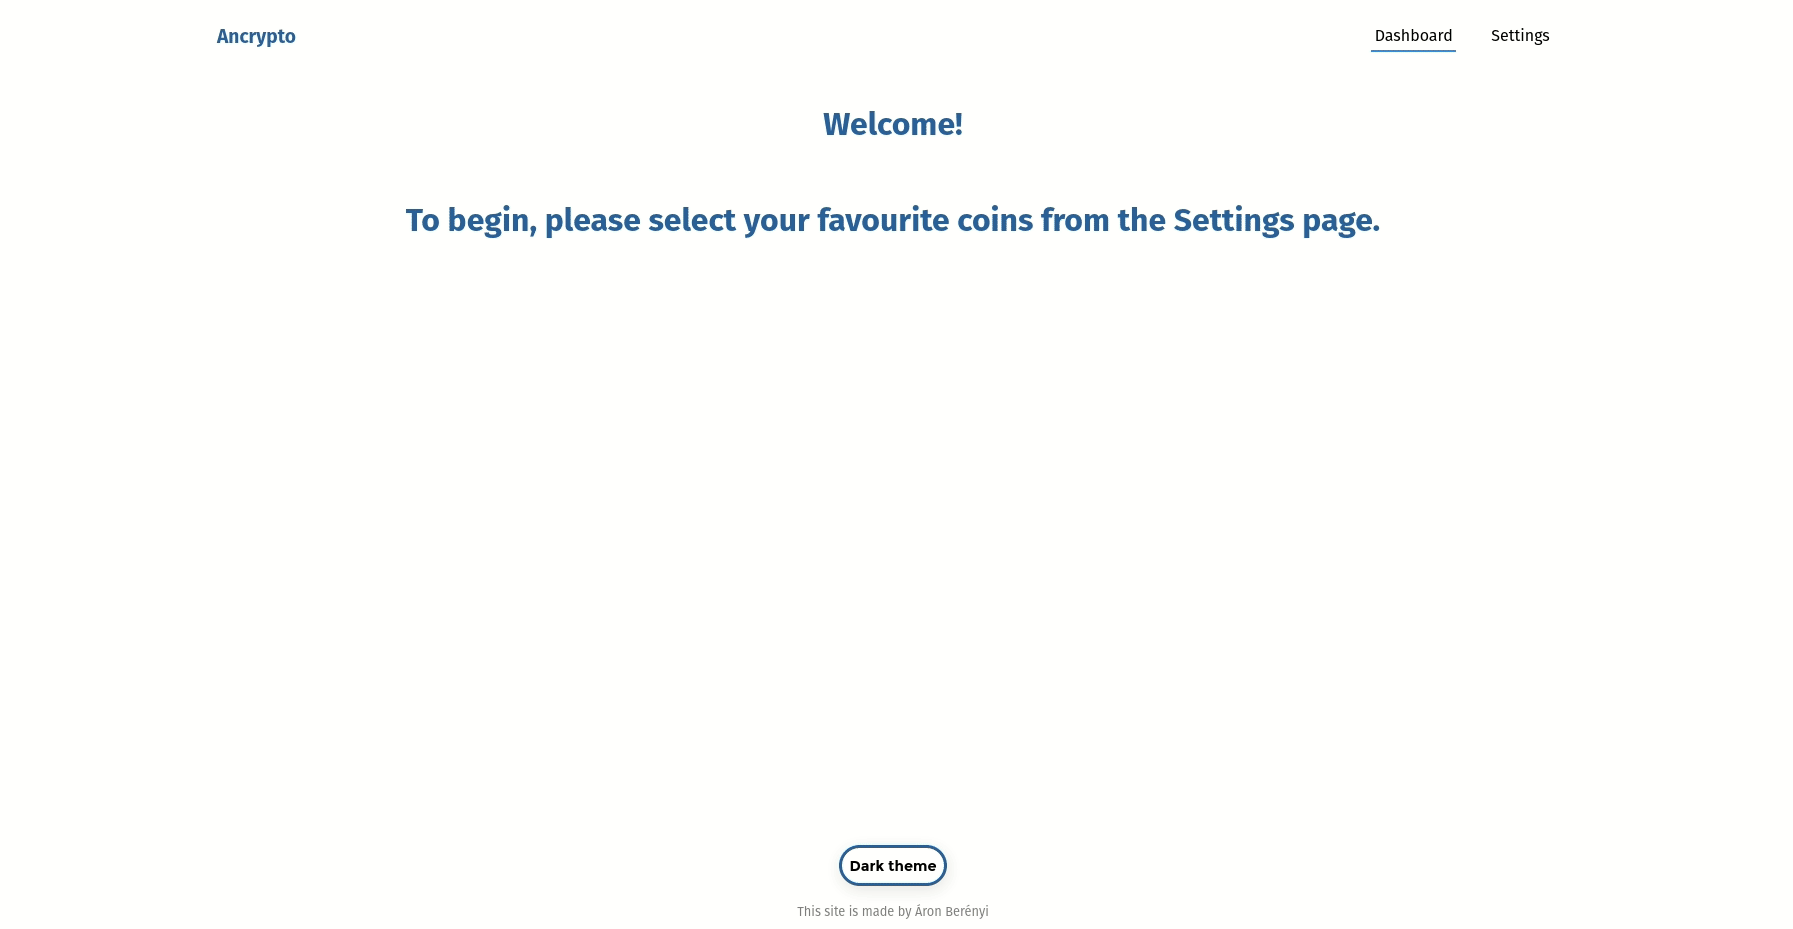 Ancrypto
Dashboard
Settings
Welcome!
To begin, please select your favourite coins from the Settings page.
Dark theme
This site is made by Áron Berényi